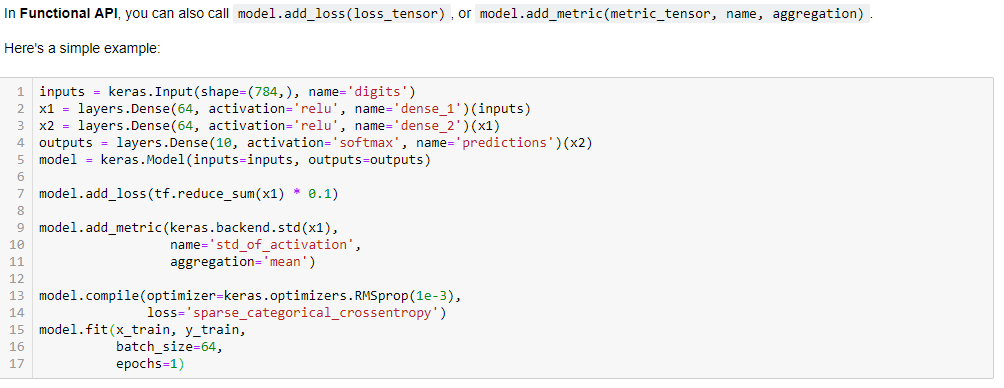 In Functional API, you can also call model.add_loss(loss_tensor) , or model.add_metric(metric_tensor, name, aggregation) .
Here's a simple example:
1 inputs = keras.Input(shape=(784,), name='digits')
2 x1 = layers.Dense(64, activation='relu', name='dense_1')(inputs)
3 x2 = layers.Dense(64, activation='relu', name='dense_2')(x1)
4 outputs = layers.Dense(10, activation='softmax', name='predictions')(x2)
5 model = keras.Model(inputs=inputs, outputs=outputs)
6
7 model.add_loss(tf.reduce_sum(x1) * 0.1)
8
9 model.add_metric(keras.backend.std(x1),
10                  name='std_of_activation',
11                  aggregation='mean')
12
13 model.compile(optimizer=keras.optimizers.RMSprop(1e-3),
14               loss='sparse_categorical_crossentropy')
15 model.fit(x_train, y_train,
16           batch_size=64,
17           epochs=1)